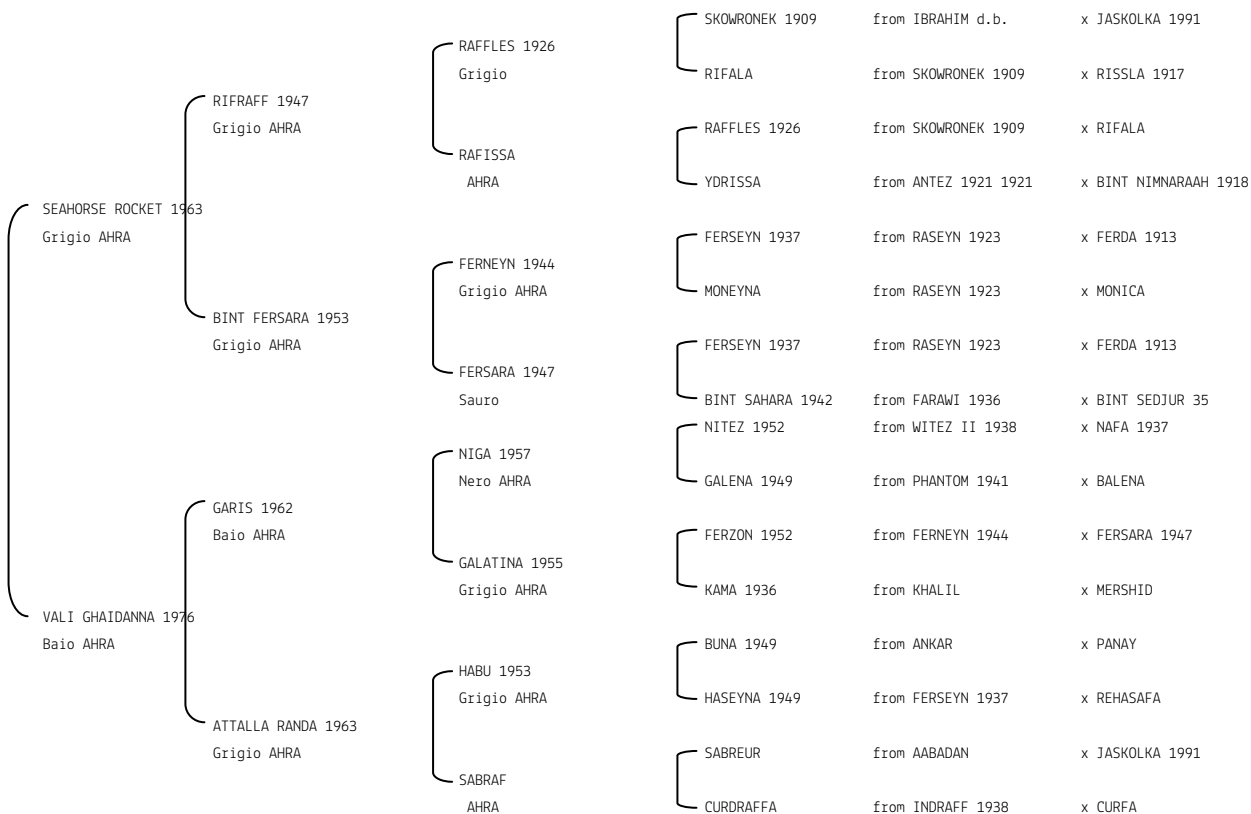 SKOWRONEK 1909 from IBRAHIM d.b. x JASKOLKA 1991
RAFFLES 1926
Grigio RIFALA from SKOWRONEK 1909 x RISSLA 1917
RIFRAFF 1947
Grigio AHRA RAFFLES 1926 from SKOWRONEK 1909 x RIFALA
RAFISSA
AHRA YDRISSA from ANTEZ 1921 1921 x BINT NIMNARAAH 1918
SEAHORSE ROCKET 1963
Grigio AHRA FERSEYN 1937 from RASEYN 1923 x FERDA 1913
FERNEYN 1944
Grigio AHRA MONEYNA from RASEYN 1923 x MONICA
BINT FERSARA 1953
Grigio AHRA FERSEYN 1937 from RASEYN 1923 x FERDA 1913
FERSARA 1947
Sauro BINT SAHARA 1942 from FARAWI 1936 x BINT SEDJUR 35
NITEZ 1952 from WITEZ II 1938 x NAFA 1937
NIGA 1957
Nero AHRA GALENA 1949 from PHANTOM 1941 x BALENA
GARIS 1962
Baio AHRA FERZON 1952 from FERNEYN 1944 x FERSARA 1947
GALATINA 1955
Grigio AHRA KAMA 1936 from KHALIL x MERSHID
VALI GHAIDANNA 1976
Baio AHRA BUNA 1949 from ANKAR x PANAY
HABU 1953
Grigio AHRA HASEYNA 1949 from FERSEYN 1937 x REHASAFA
ATTALLA RANDA 1963
Grigio AHRA SABREUR from AABADAN x JASKOLKA 1991
SABRAF
AHRA CURDRAFFA from INDRAFF 1938 x CURFA